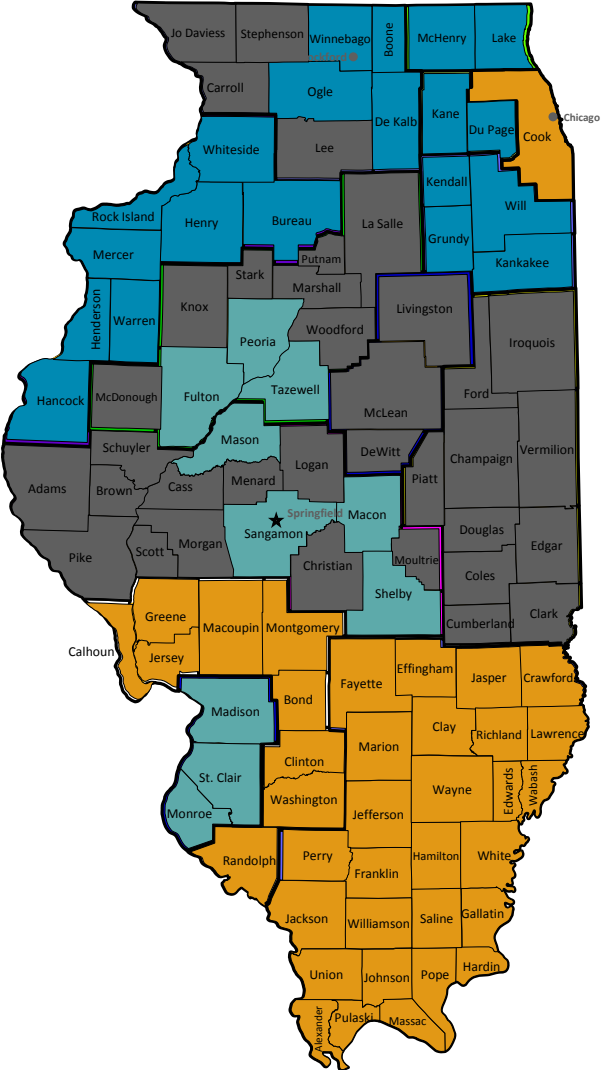 Jo Daviess
Stephenson
Winnebago
Boone
McHenry
Lake
Carroll
Ogle
De Kalb
Kane
Du Page
Cook
Chicago
Whiteside
Lee
Kendall
Will
Rock Island
Henry
Bureau
La Salle
Grundy
Kankakee
Mercer
Putnam
Stark
Marshall
Henderson
Warren
Knox
Peoria
Woodford
Livingston
Iroquois
Hancock
McDonough
Fulton
Tazewell
McLean
Ford
Schuyler
Mason
Logan
DeWitt
Champaign
Vermilion
Adams
Brown
Cass
Menard
Piatt
Springfield
Macon
Sangamon
Pike
Scott
Morgan
Christian
Moultrie
Douglas
Edgar
Coles
Shelby
Cumberland
Clark
Greene
Macoupin
Montgomery
Calhoun
Jersey
Fayette
Effingham
Jasper
Crawford
Bond
Madison
Clay
Richland
Lawrence
Marion
Clinton
St. Clair
Washington
Wayne
Edwards
Wabash
Monroe
Jefferson
Randolph
Perry
Franklin
Hamilton
White
Jackson
Williamson
Saline
Gallatin
Union
Johnson
Pope
Hardin
Alexander
Pulaski
Massac